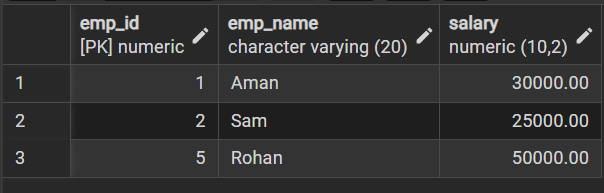 emp_id emp_name salary
[PK] numeric character varying (20) numeric (10,2)
1 1 Aman 30000.00
2 2 Sam 25000.00
3 5 Rohan 50000.00